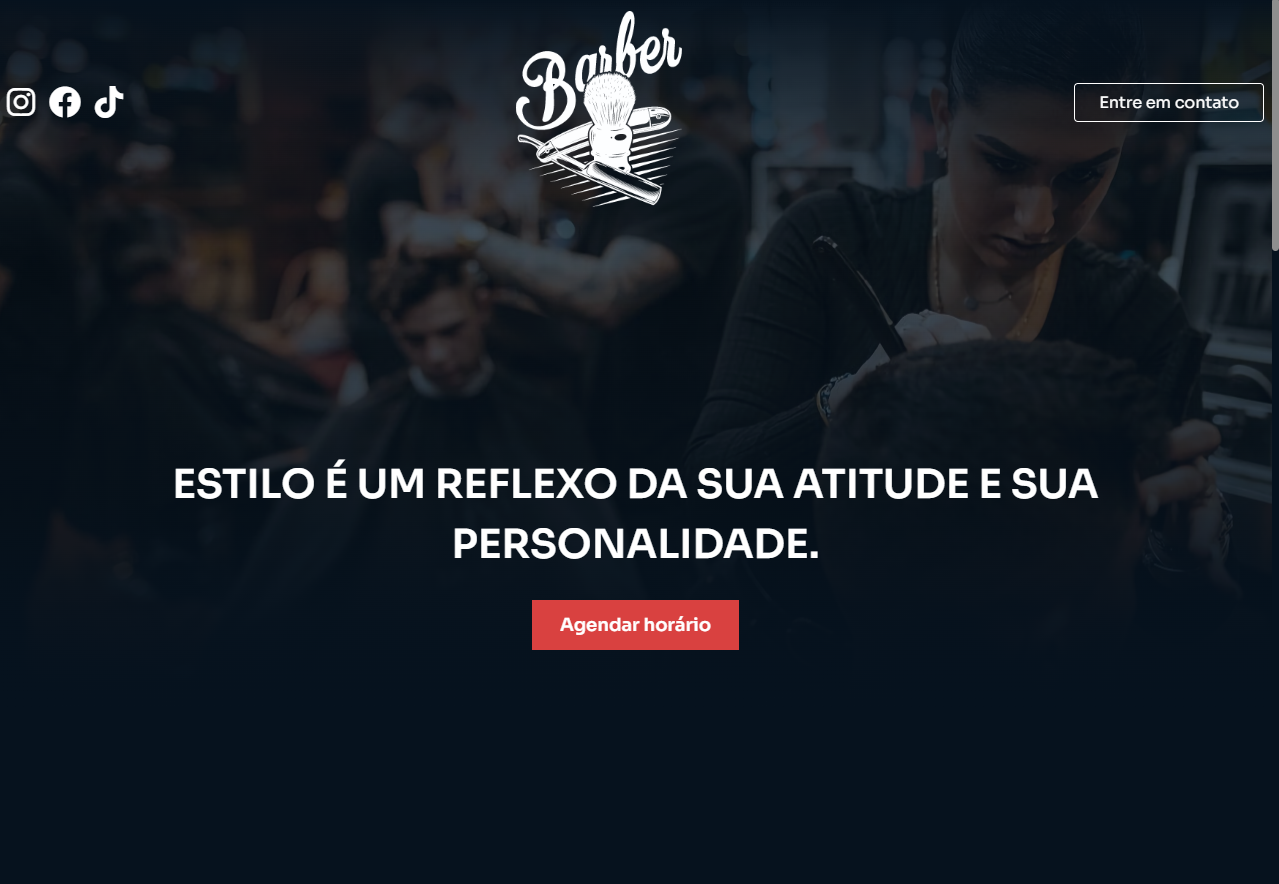 Barber
Entre em contato
ESTILO É UM REFLEXO DA SUA ATITUDE E SUA
PERSONALIDADE.
Agendar horário